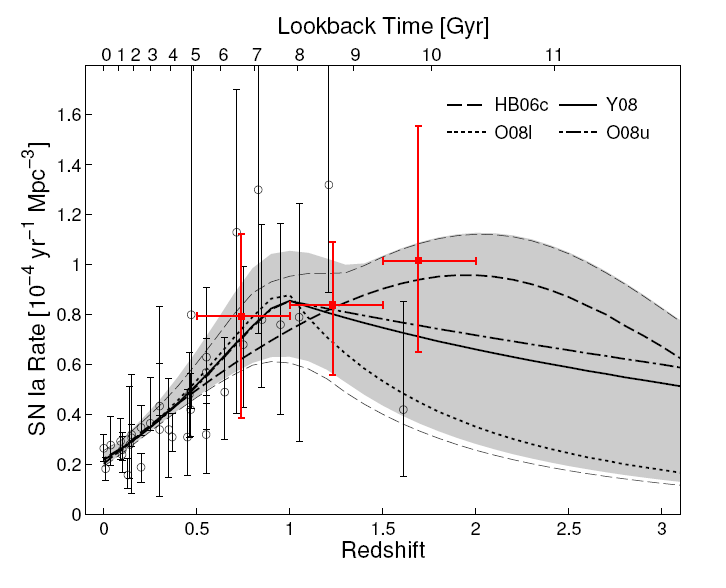 Lookback Time [Gyr]
0 1 2 3 4 5 6 7 8 9 10 11
HB06c Y08
O08l O08u
SN Ia Rate [10⁻⁴ yr⁻¹ Mpc⁻³]
1.6
1.4
1.2
1
0.8
0.6
0.4
0.2
0
0 0.5 1 1.5 2 2.5 3
Redshift